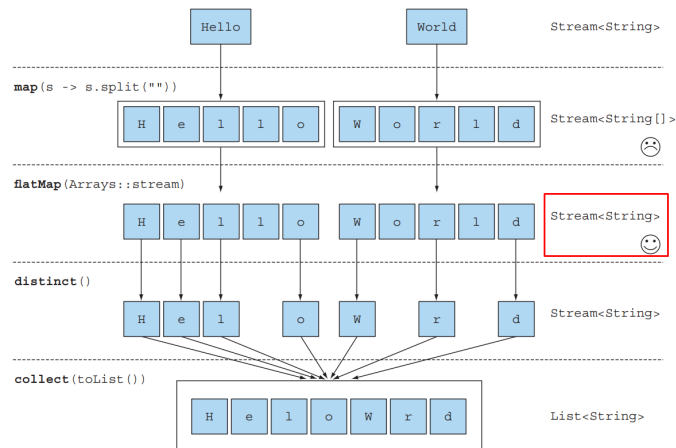 Hello World Stream<String>
map(s -> s.split(""))
H e l l o W o r l d Stream<String[]>
flatMap(Arrays::stream)
H e l l o W o r l d Stream<String>
distinct()
H e l o W r d Stream<String>
collect(toList())
H e l o W r d List<String>